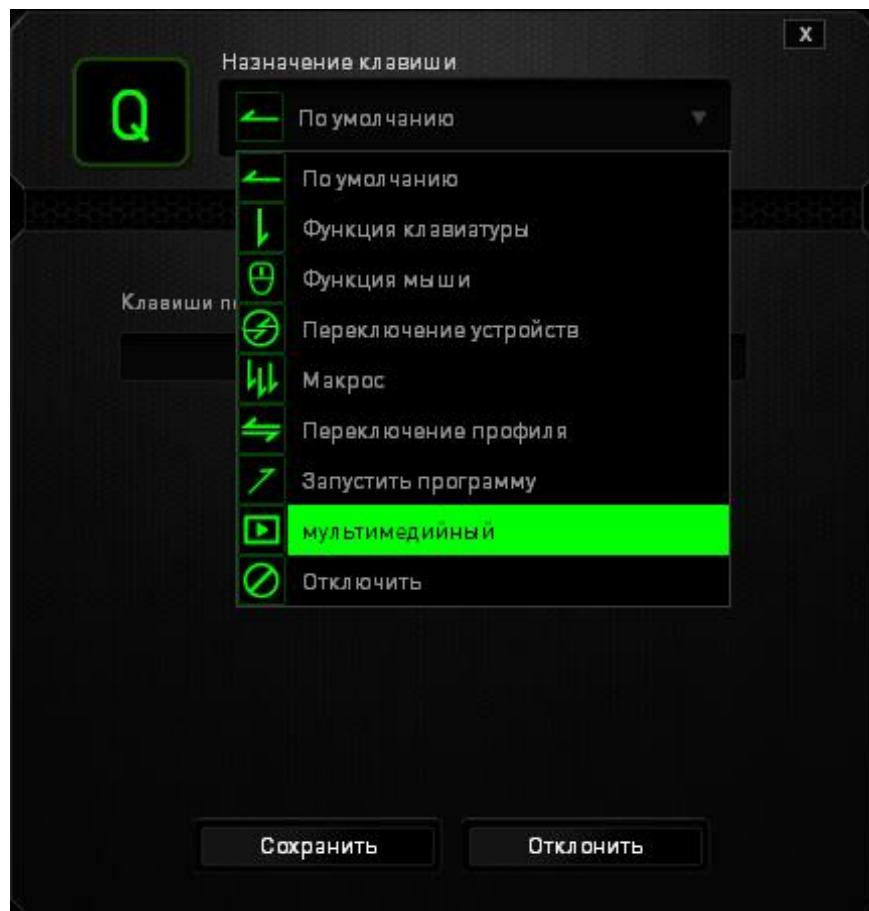 X
Назначение клавиши
Q
По умолчанию
По умолчанию
Функция клавиатуры
Функция мыши
Клавиши
Переключение устройств
Макрос
Переключение профиля
Запустить программу
мультимедийный
Отключить
Сохранить
Отклонить